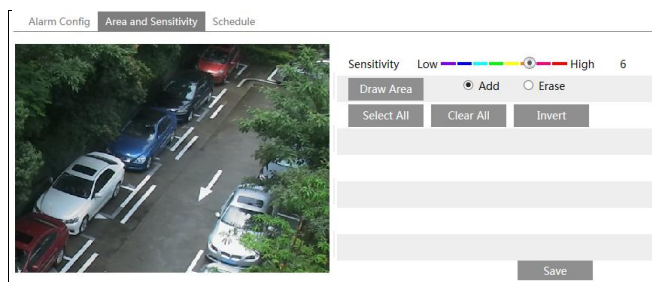 Alarm Config Area and Sensitivity Schedule
Sensitivity Low High 6
Draw Area Add Erase
Select All Clear All Invert
Save